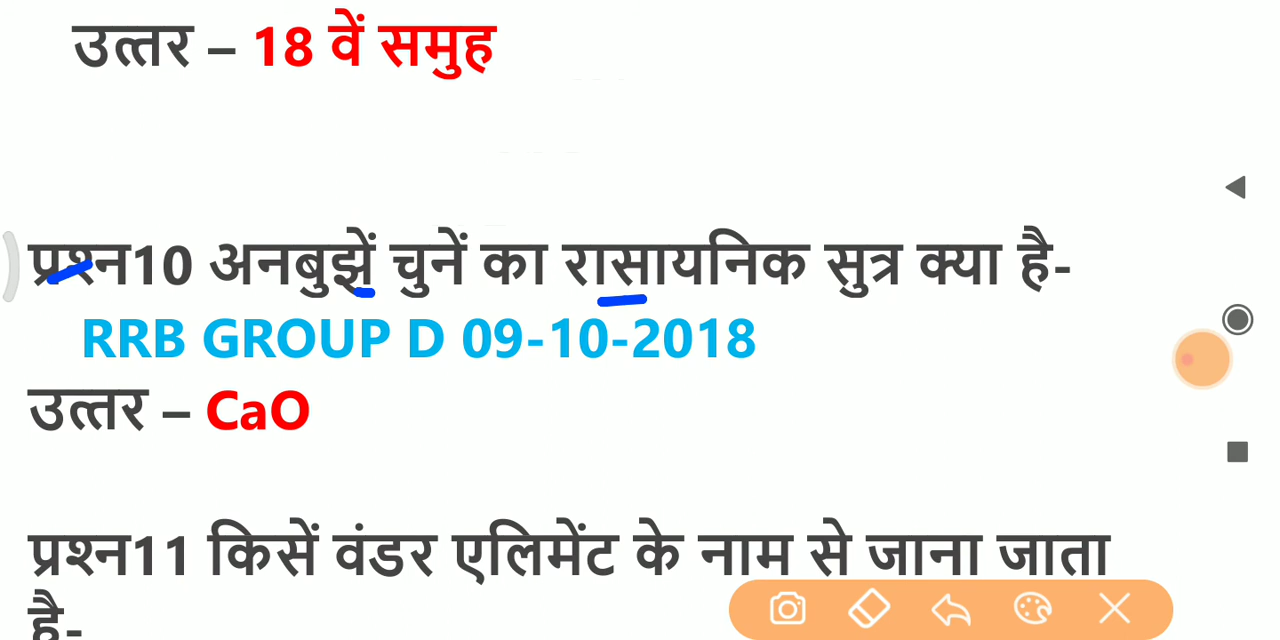 उत्तर – 18 वें समुह
प्रश्न10 अनबुझें चुनें का रासायनिक सुत्र क्या है-
RRB GROUP D 09-10-2018
उत्तर – CaO
प्रश्न11 किसें वंडर एलिमेंट के नाम से जाना जाता
है-